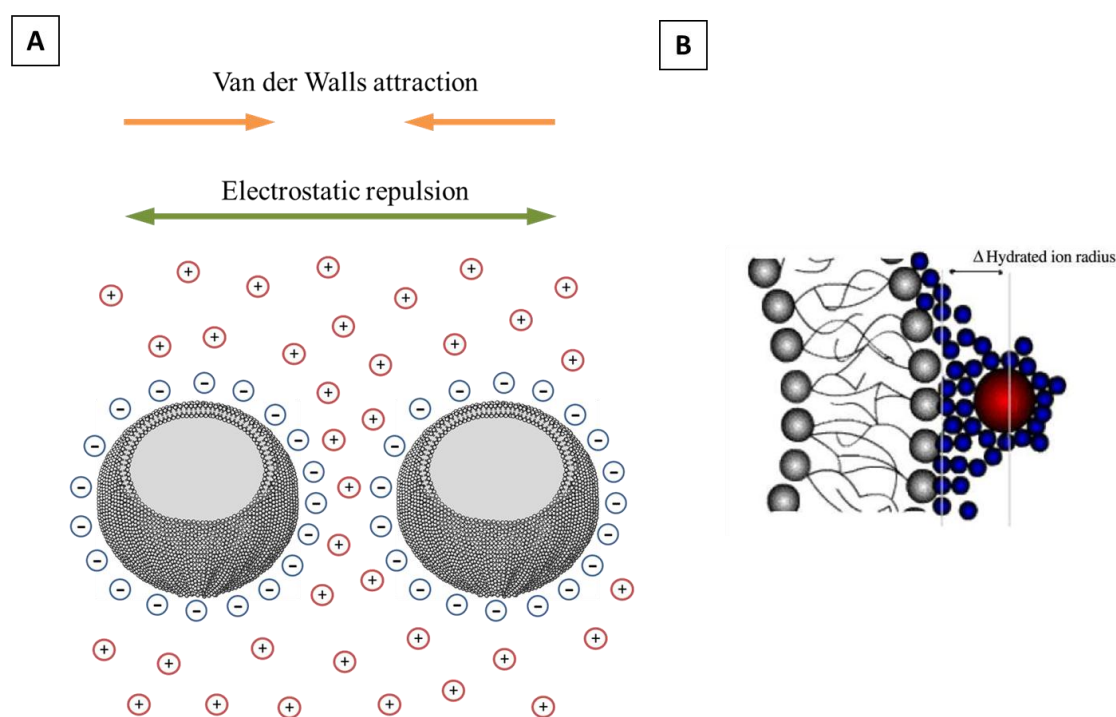 A
Van der Walls attraction
Electrostatic repulsion
B
Δ Hydrated ion radius